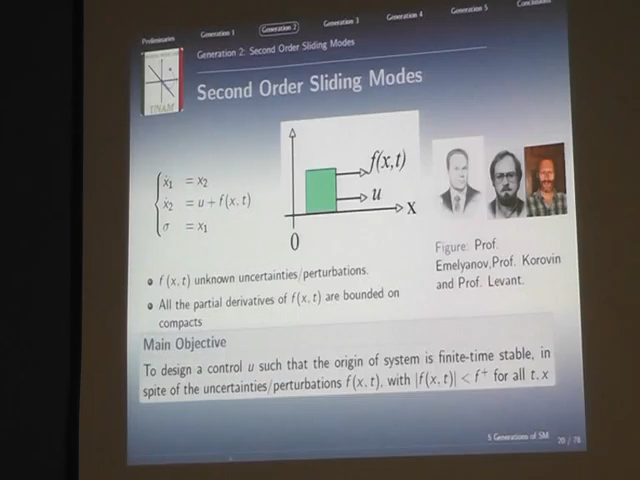 Preliminaries Generation 1 Generation 2 Generation 3 Generation 4 Generation 5 Conclusions
Generation 2: Second Order Sliding Modes
UNAM
Second Order Sliding Modes
ẋ₁ = x₂
ẋ₂ = u + f(x, t)
σ = x₁
f(x,t)
u
x
0
Figure: Prof.
Emelyanov,Prof. Korovin
and Prof. Levant.
• f(x, t) unknown uncertainties/perturbations.
• All the partial derivatives of f(x, t) are bounded on
compacts
Main Objective
To design a control u such that the origin of system is finite-time stable, in
spite of the uncertainties/perturbations f(x, t), with |f(x, t)| < f⁺ for all t, x
5 Generations of SM 20 / 78